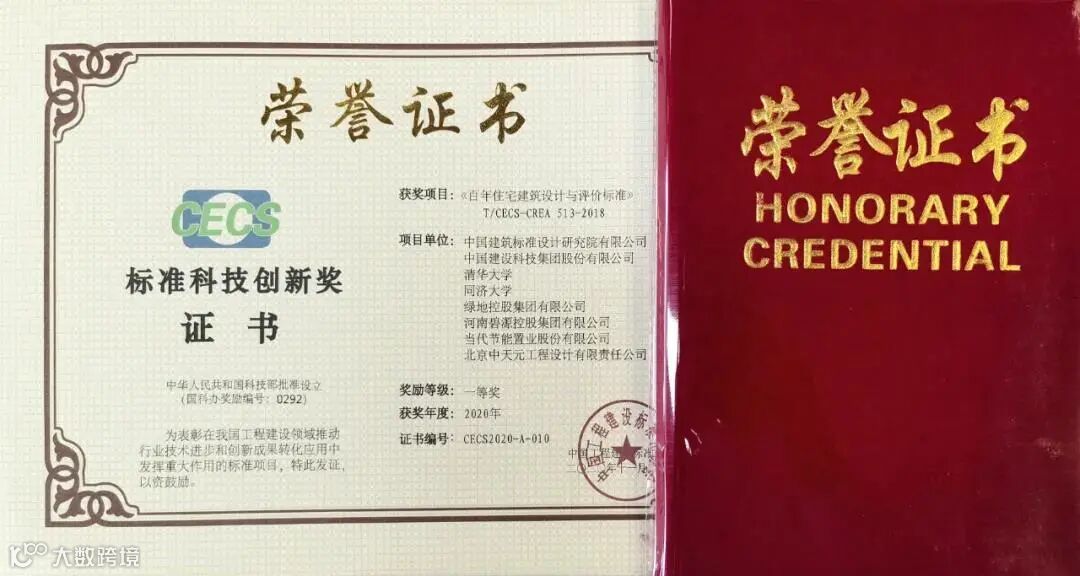 荣誉证书
CECS
标准科技创新奖
证书
中华人民共和国科技部批准设立
(国科办奖励编号：0292)
为表彰在我国工程建设领域推动
行业技术进步和创新成果转化应用中
发挥重大作用的标准项目，特此发证，
以资鼓励。
获奖项目：《百年住宅建筑设计与评价标准》
T/CECS-CREA 513-2018
项目单位：中国建筑标准设计研究院有限公司
中国建设科技集团股份有限公司
清华大学
同济大学
绿地控股集团有限公司
河南碧源控股集团有限公司
当代节能置业股份有限公司
北京中天元工程设计有限责任公司
奖励等级：一等奖
获奖年度：2020年
证书编号：CECS2020-A-010
中国工程建设标
荣誉证书
HONORARY
CREDENTIAL
大数跨境